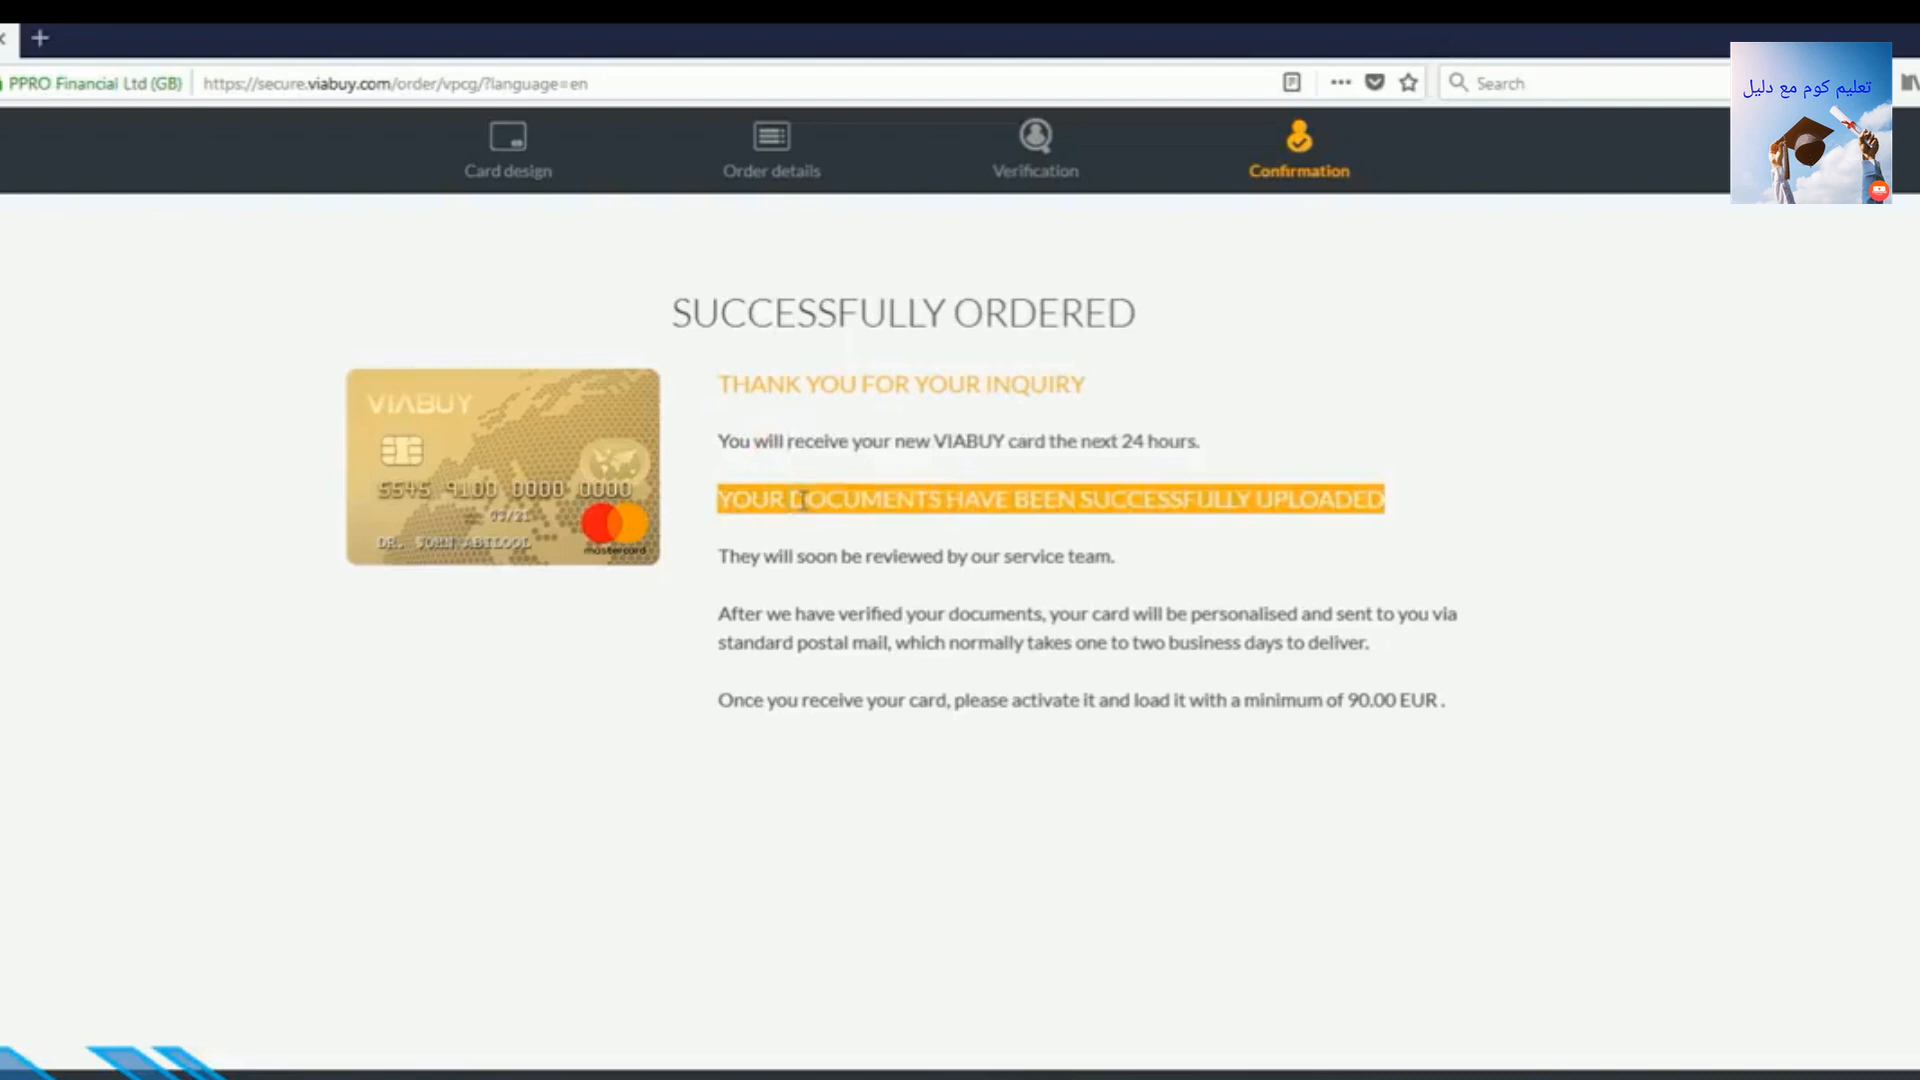 PPRO Financial Ltd (GB)
https://secure.viabuy.com/order/vpcg/?language=en
Search
تعليم كوم مع دليل
Card design
Order details
Verification
Confirmation
SUCCESSFULLY ORDERED
VIABUY
5545 9100 0000 0000
03/21
DR. JOHN ABILOOL
mastercard
THANK YOU FOR YOUR INQUIRY
You will receive your new VIABUY card the next 24 hours.
YOUR DOCUMENTS HAVE BEEN SUCCESSFULLY UPLOADED
They will soon be reviewed by our service team.
After we have verified your documents, your card will be personalised and sent to you via
standard postal mail, which normally takes one to two business days to deliver.
Once you receive your card, please activate it and load it with a minimum of 90.00 EUR .